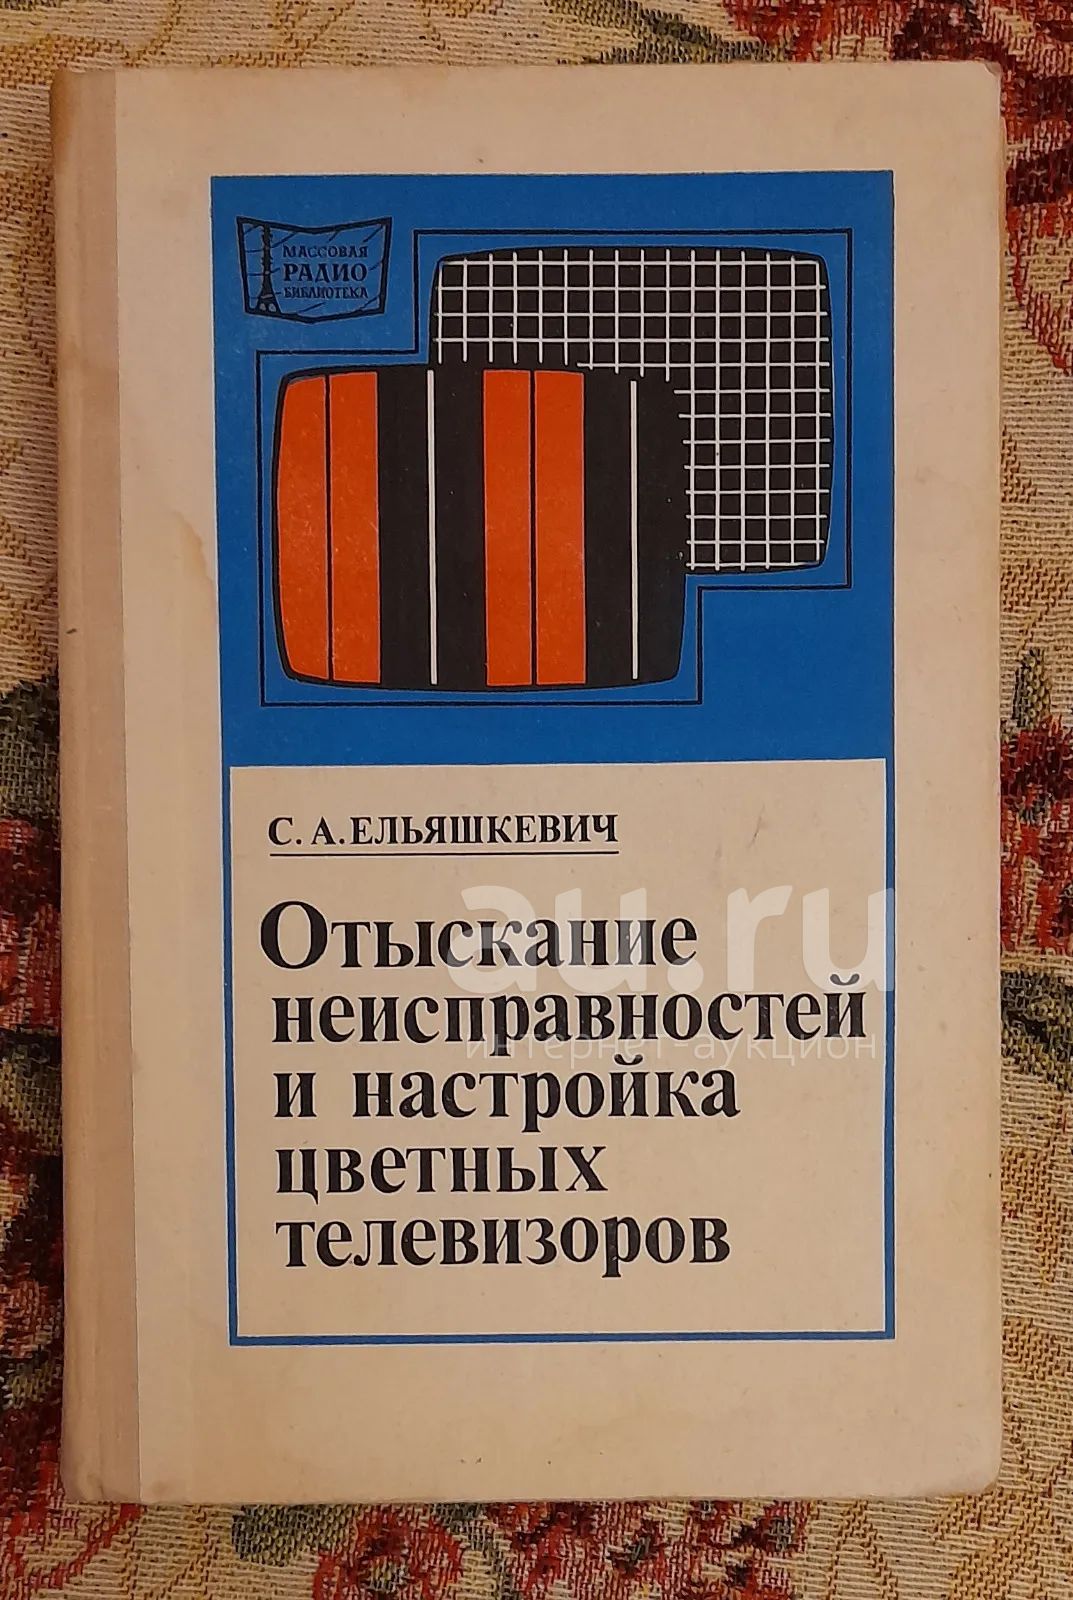 МАССОВАЯ
РАДИО
БИБЛИОТЕКА
С. А. ЕЛЬЯШКЕВИЧ
Отыскание
неисправностей
и настройка
цветных
телевизоров
au.ru
интернет-аукцион